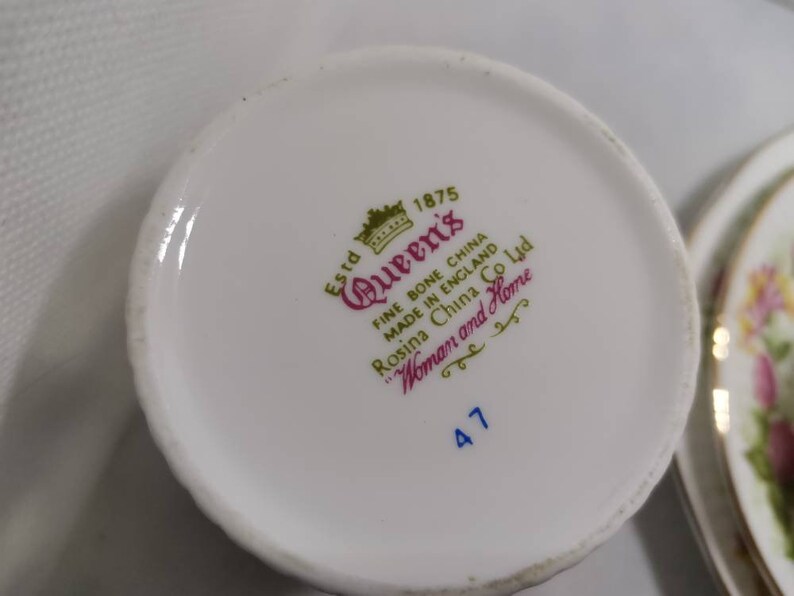 Estd 1875
Queen's
FINE BONE CHINA
MADE IN ENGLAND
Rosina China Co Ltd
"Woman and Home"
47